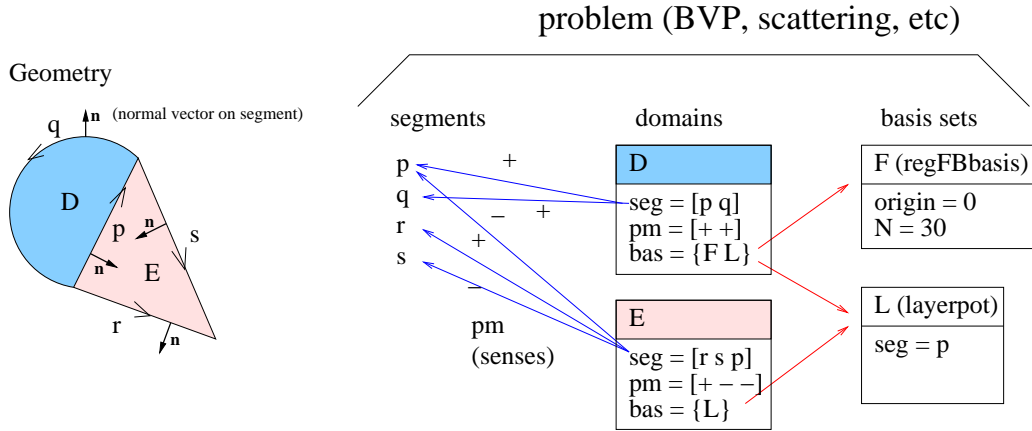 problem (BVP, scattering, etc)
Geometry
n
(normal vector on segment)
q
D
p
n
s
n
E
r
n
segments
p
q
r
s
+
−
+
+
−
pm
(senses)
domains
D
seg = [p q]
pm = [+ +]
bas = {F L}
E
seg = [r s p]
pm = [+ − −]
bas = {L}
basis sets
F (regFBbasis)
origin = 0
N = 30
L (layerpot)
seg = p